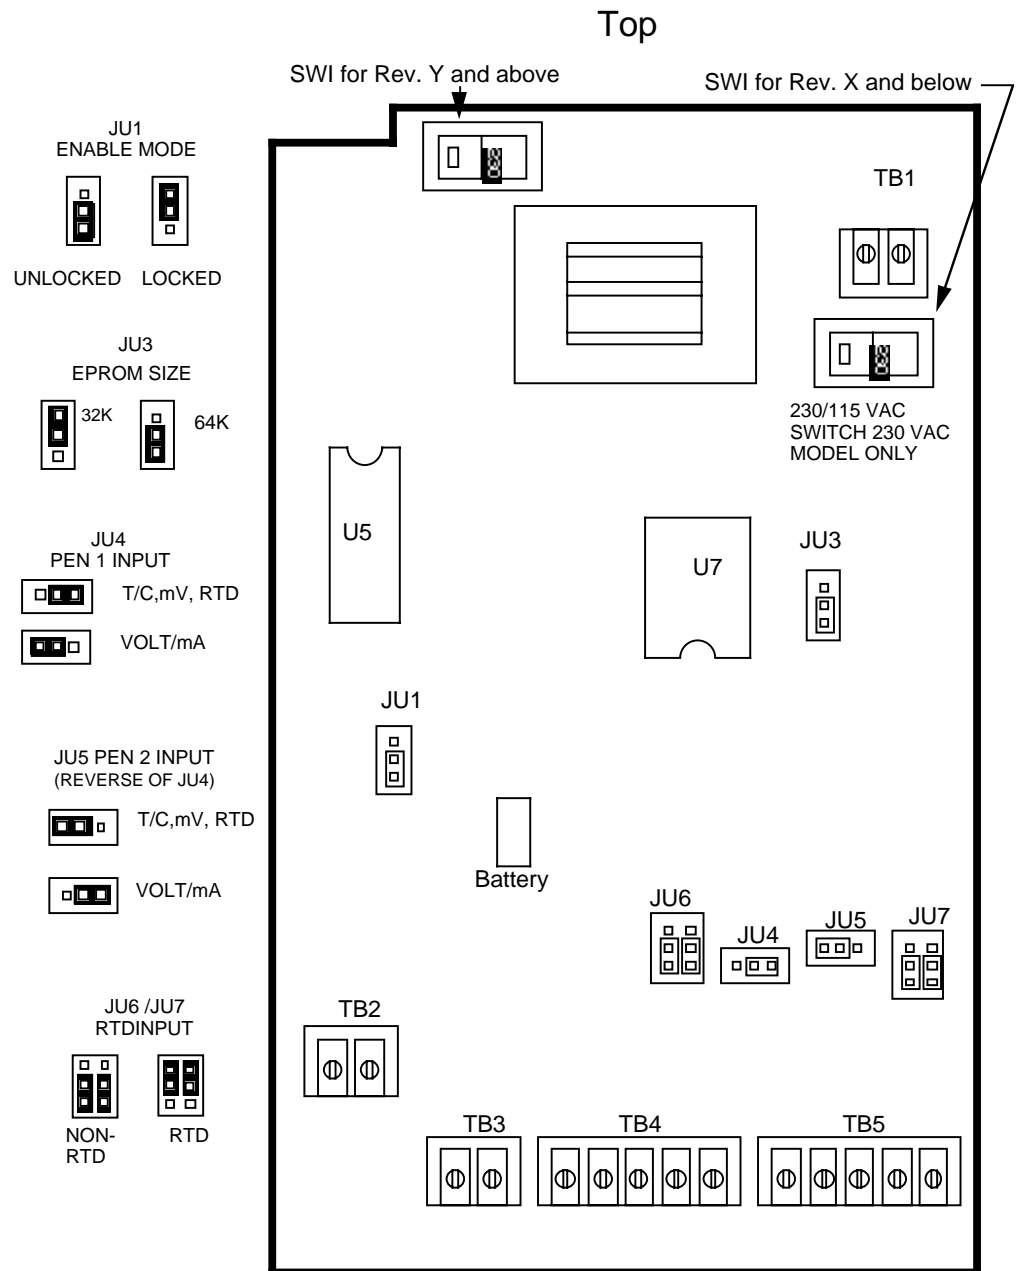 Top
SWI for Rev. Y and above
SWI for Rev. X and below
JU1
ENABLE MODE
UNLOCKED
LOCKED
TB1
JU3
EPROM SIZE
32K
64K
230/115 VAC
SWITCH 230 VAC
MODEL ONLY
U5
U7
JU3
JU4
PEN 1 INPUT
T/C,mV, RTD
VOLT/mA
JU1
JU5 PEN 2 INPUT
(REVERSE OF JU4)
T/C,mV, RTD
VOLT/mA
Battery
JU6
JU4
JU5
JU7
JU6 /JU7
RTDINPUT
NON-
RTD
RTD
TB2
TB3
TB4
TB5